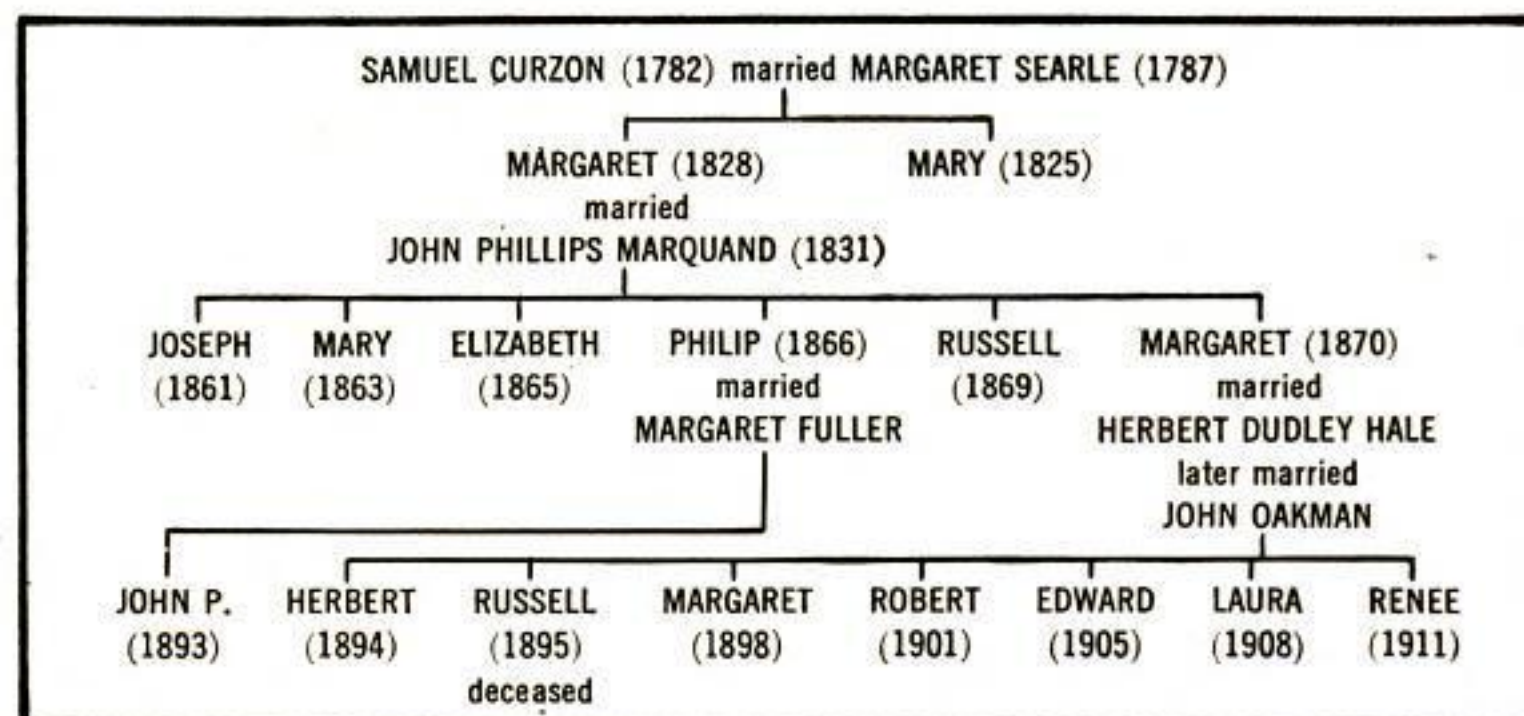 SAMUEL CURZON (1782) married MARGARET SEARLE (1787)
MARGARET (1828) MARY (1825)
married
JOHN PHILLIPS MARQUAND (1831)
JOSEPH MARY ELIZABETH PHILIP (1866) RUSSELL MARGARET (1870)
(1861) (1863) (1865) married (1869) married
MARGARET FULLER HERBERT DUDLEY HALE
later married
JOHN OAKMAN
JOHN P. HERBERT RUSSELL MARGARET ROBERT EDWARD LAURA RENEE
(1893) (1894) (1895) (1898) (1901) (1905) (1908) (1911)
deceased